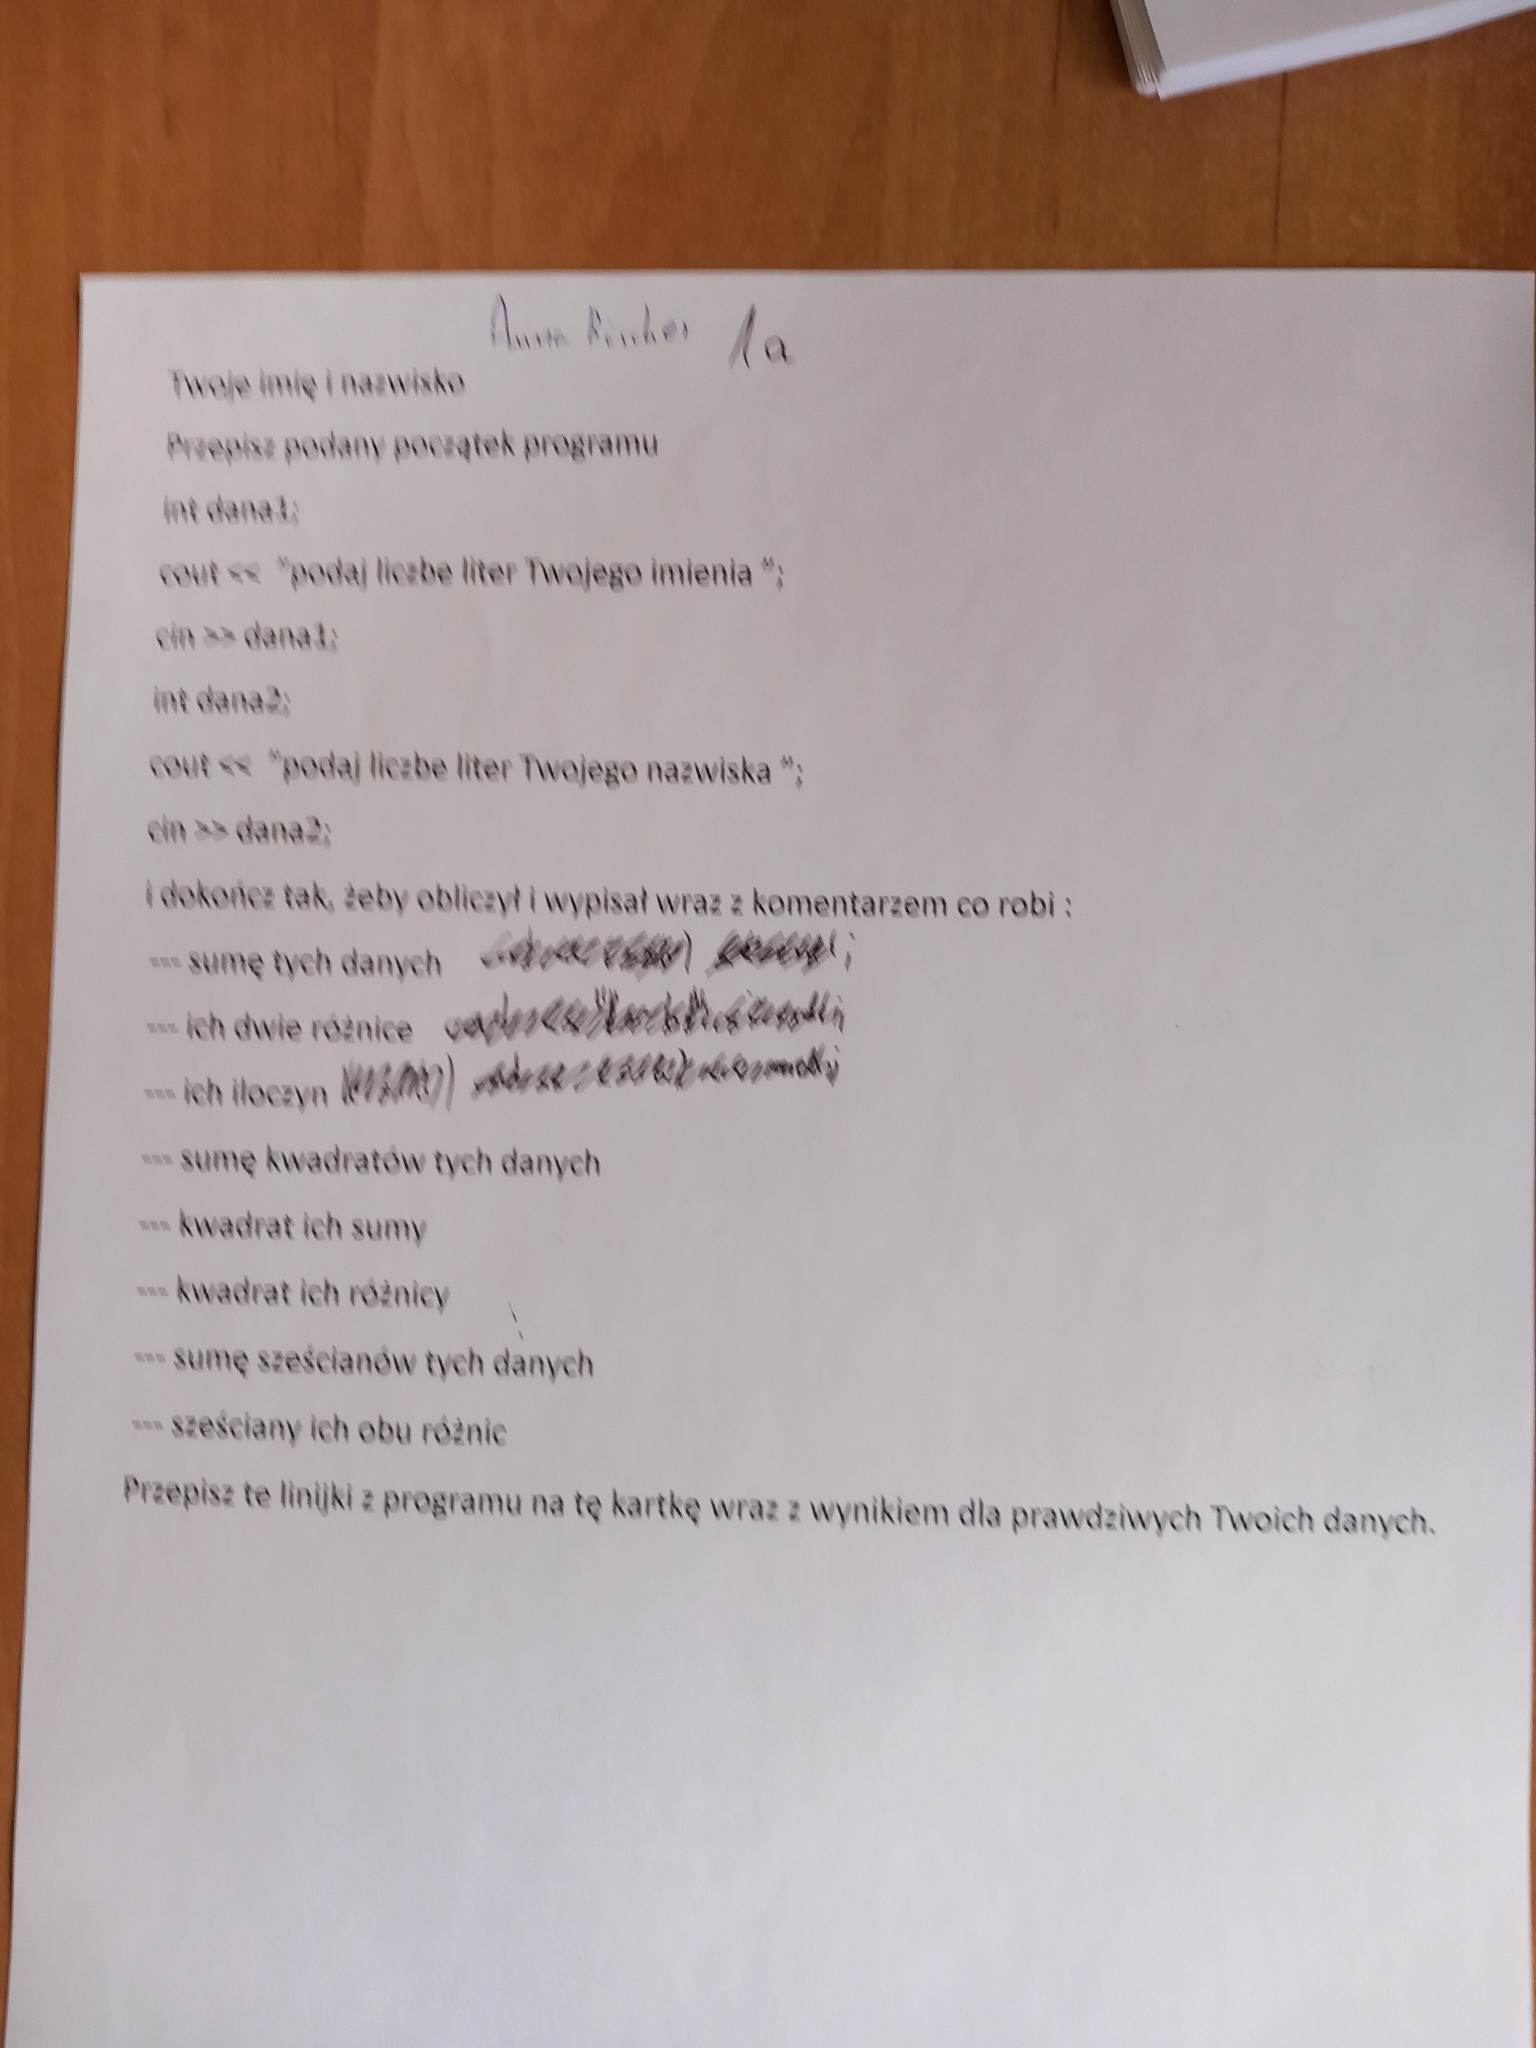 Anna 1a
Twoje imię i nazwisko
Przepisz podany początek programu
int dana1;
cout << "podaj liczbe liter Twojego imienia ";
cin >> dana1;
int dana2;
cout << "podaj liczbe liter Twojego nazwiska ";
cin >> dana2;
i dokończ tak, żeby obliczył i wypisał wraz z komentarzem co robi :
--- sumę tych danych
--- ich dwie różnice
--- ich iloczyn
--- sumę kwadratów tych danych
--- kwadrat ich sumy
--- kwadrat ich różnicy
--- sumę sześcianów tych danych
--- sześciany ich obu różnic
Przepisz te linijki z programu na tę kartkę wraz z wynikiem dla prawdziwych Twoich danych.